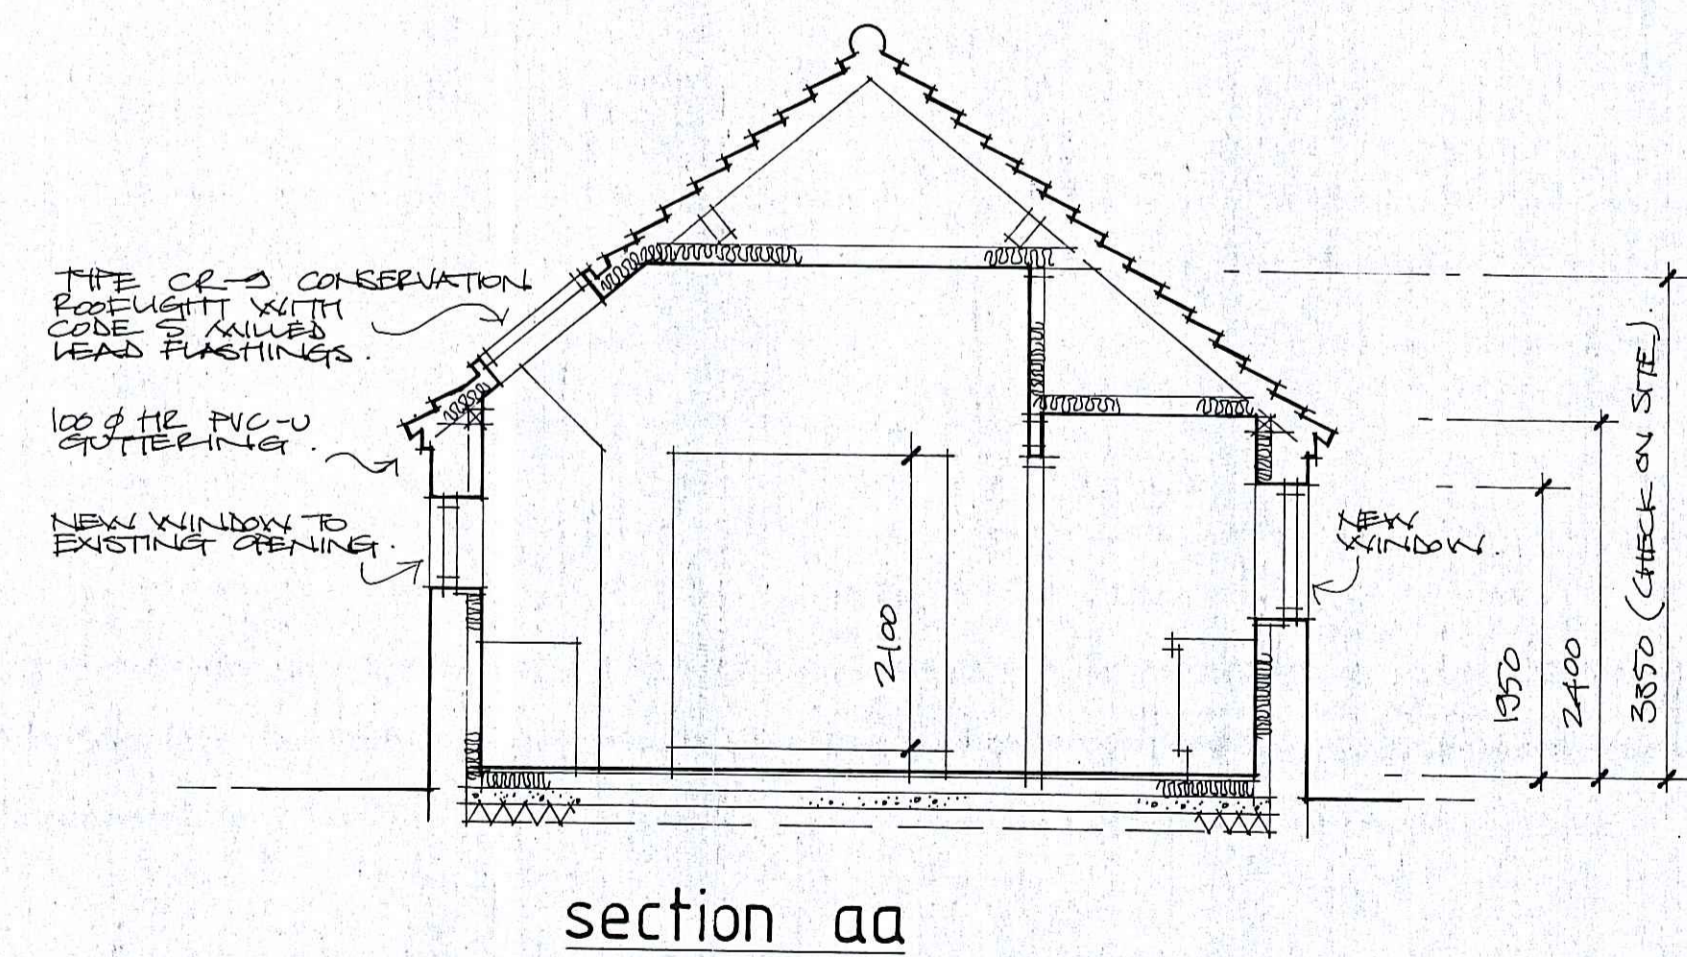 TYPE CR-9 CONSERVATION
ROOFLIGHT WITH
CODE 5 MILLED
LEAD FLASHINGS.
100 ø HR PVC-U
GUTTERING.
NEW WINDOW TO
EXISTING OPENING.
2100
NEW
WINDOW.
1950
2400
3350 (CHECK ON SITE).
section aa